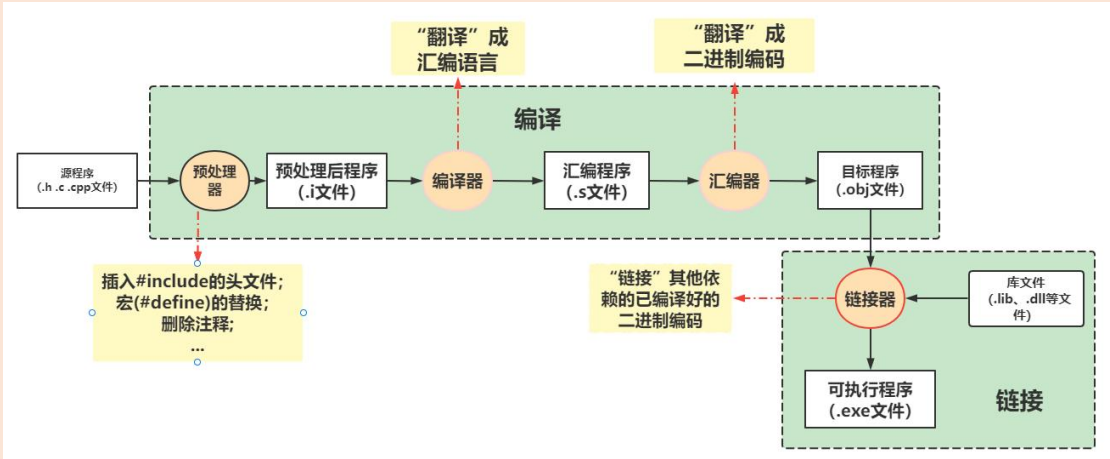 “翻译”成
汇编语言
“翻译”成
二进制编码
编译
源程序
(.h .c .cpp文件)
预处理
器
预处理后程序
(.i文件)
编译器
汇编程序
(.s文件)
汇编器
目标程序
(.obj文件)
插入#include的头文件;
宏(#define)的替换;
删除注释;
...
“链接”其他依
赖的已编译好的
二进制编码
链接器
库文件
(.lib、.dll等文
件)
可执行程序
(.exe文件)
链接